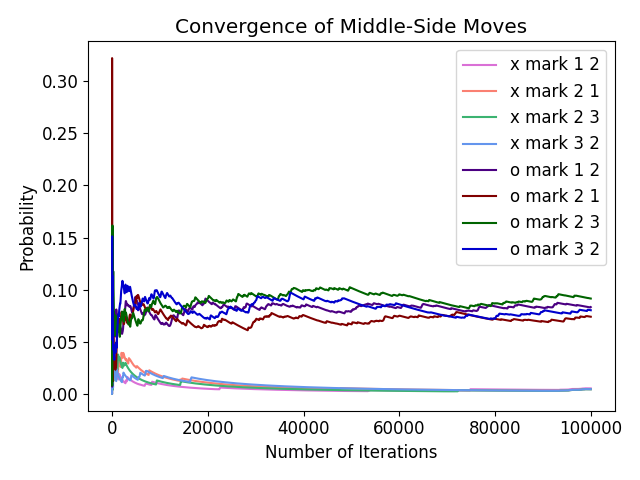 Convergence of Middle-Side Moves
x mark 1 2
x mark 2 1
x mark 2 3
x mark 3 2
o mark 1 2
o mark 2 1
o mark 2 3
o mark 3 2
Probability
0.30
0.25
0.20
0.15
0.10
0.05
0.00
0 20000 40000 60000 80000 100000
Number of Iterations